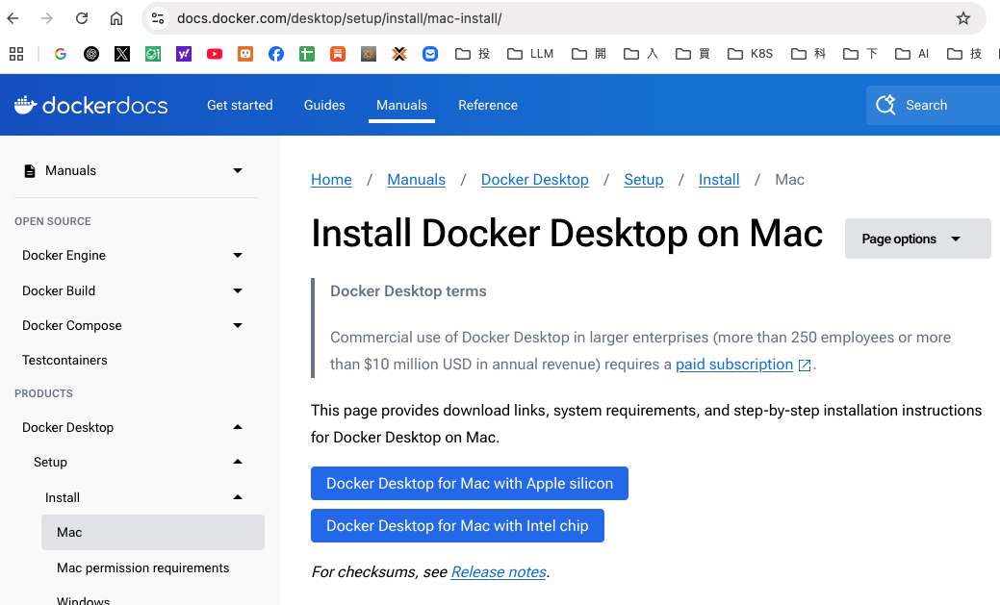 docs.docker.com/desktop/setup/install/mac-install/
投 LLM 開 入 買 K8S 科 下 AI 技
dockerdocs Get started Guides Manuals Reference Search
Manuals
OPEN SOURCE
Docker Engine
Docker Build
Docker Compose
Testcontainers
PRODUCTS
Docker Desktop
Setup
Install
Mac
Mac permission requirements
Windows
Home / Manuals / Docker Desktop / Setup / Install / Mac
Install Docker Desktop on Mac
Page options
Docker Desktop terms
Commercial use of Docker Desktop in larger enterprises (more than 250 employees or more
than $10 million USD in annual revenue) requires a paid subscription.
This page provides download links, system requirements, and step-by-step installation instructions
for Docker Desktop on Mac.
Docker Desktop for Mac with Apple silicon
Docker Desktop for Mac with Intel chip
For checksums, see Release notes.